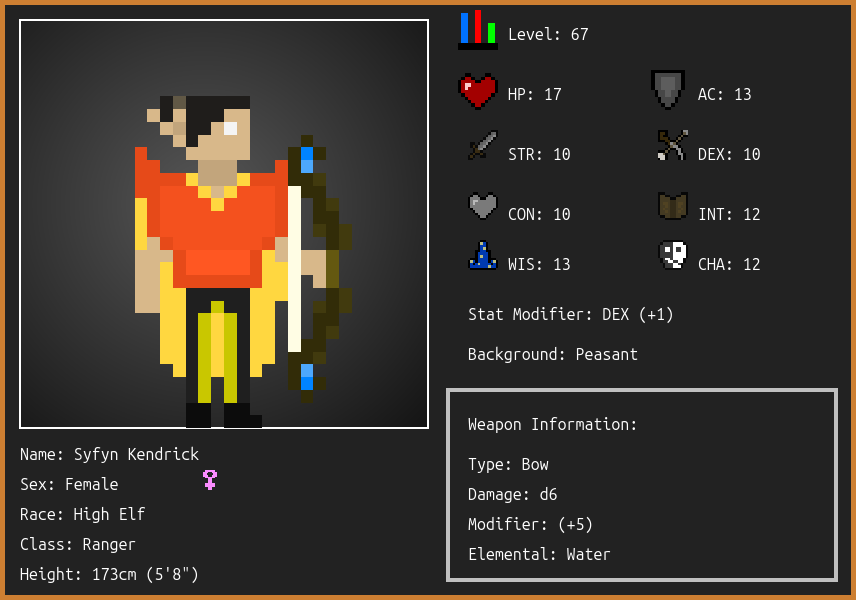 Level: 67
HP: 17
AC: 13
STR: 10
DEX: 10
CON: 10
INT: 12
WIS: 13
CHA: 12
Stat Modifier: DEX (+1)
Background: Peasant
Weapon Information:
Type: Bow
Damage: d6
Modifier: (+5)
Elemental: Water
Name: Syfyn Kendrick
Sex: Female
Race: High Elf
Class: Ranger
Height: 173cm (5'8")